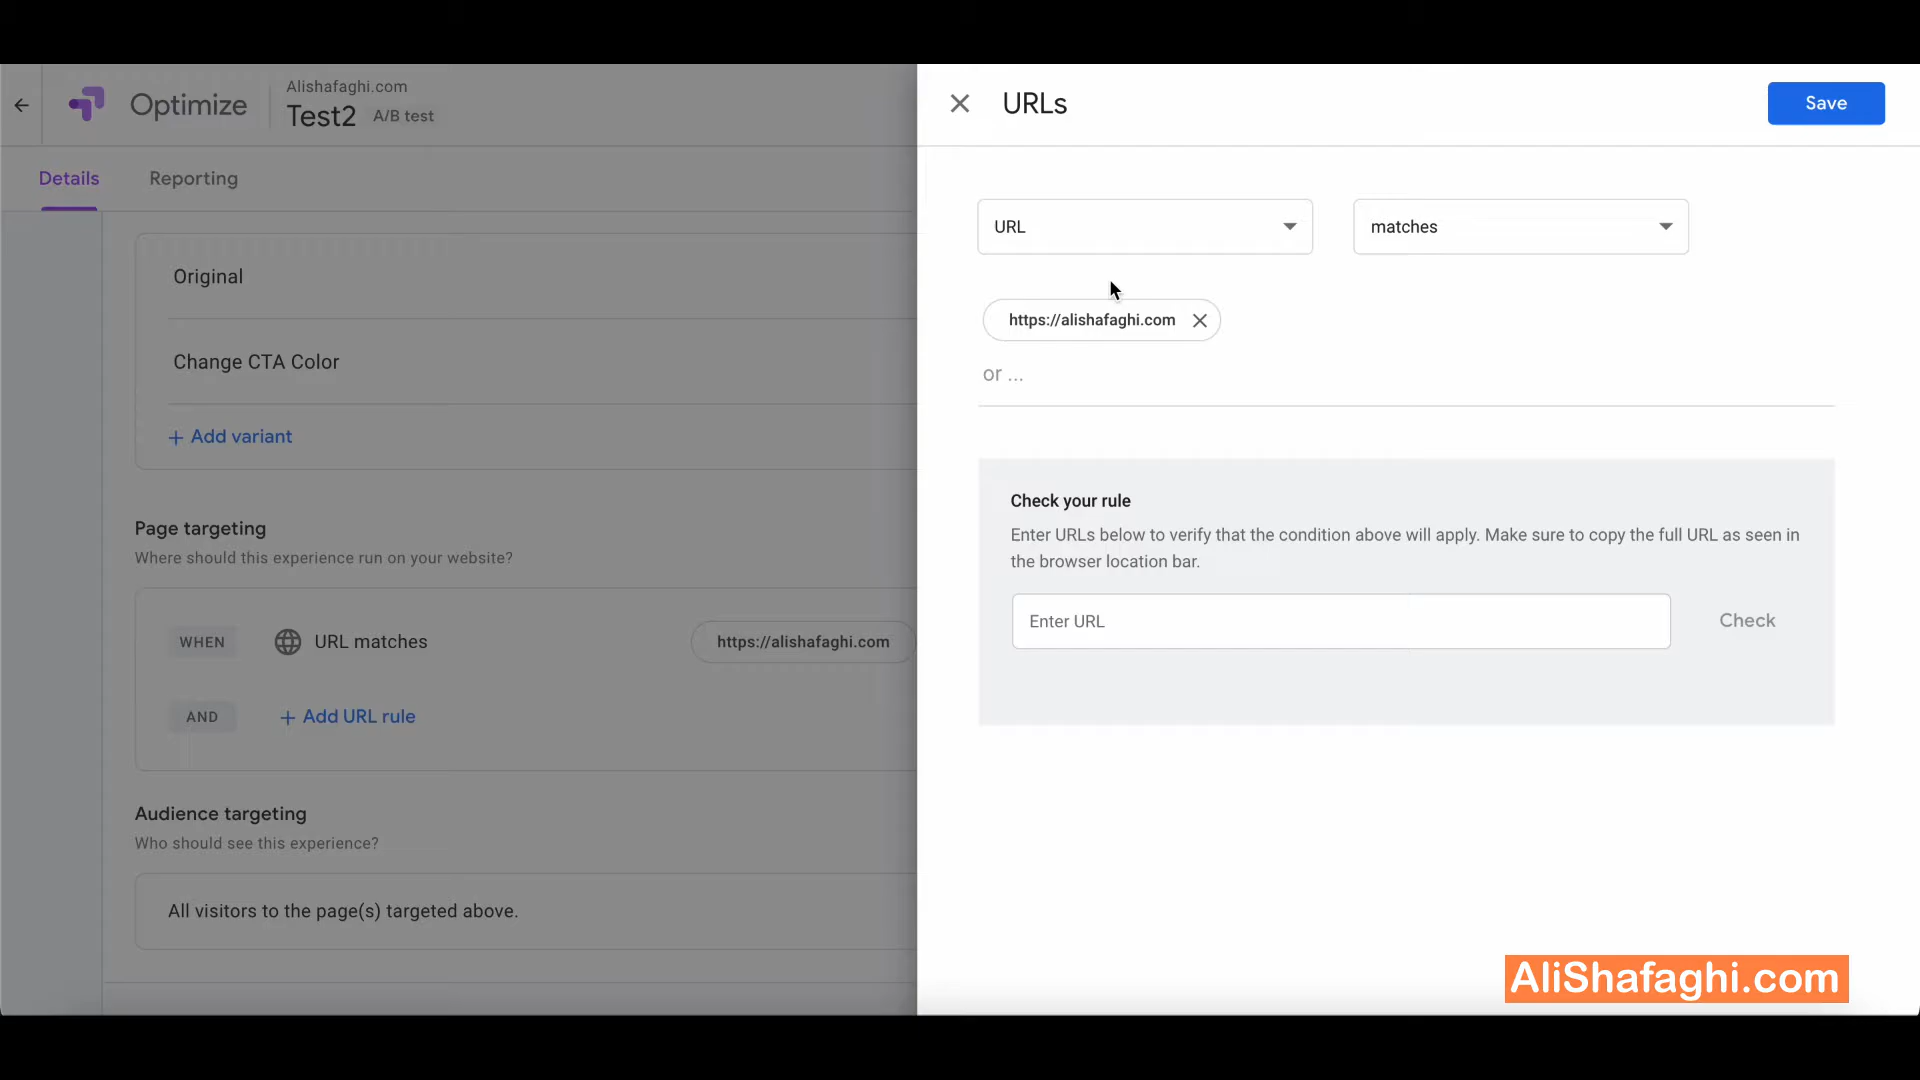 Optimize
Alishafaghi.com
Test2 A/B test
Details
Reporting
Original
Change CTA Color
+ Add variant
Page targeting
Where should this experience run on your website?
WHEN
URL matches
https://alishafaghi.com
AND
+ Add URL rule
Audience targeting
Who should see this experience?
All visitors to the page(s) targeted above.
URLs
Save
URL
matches
https://alishafaghi.com
or ...
Check your rule
Enter URLs below to verify that the condition above will apply. Make sure to copy the full URL as seen in
the browser location bar.
Enter URL
Check
AliShafaghi.com